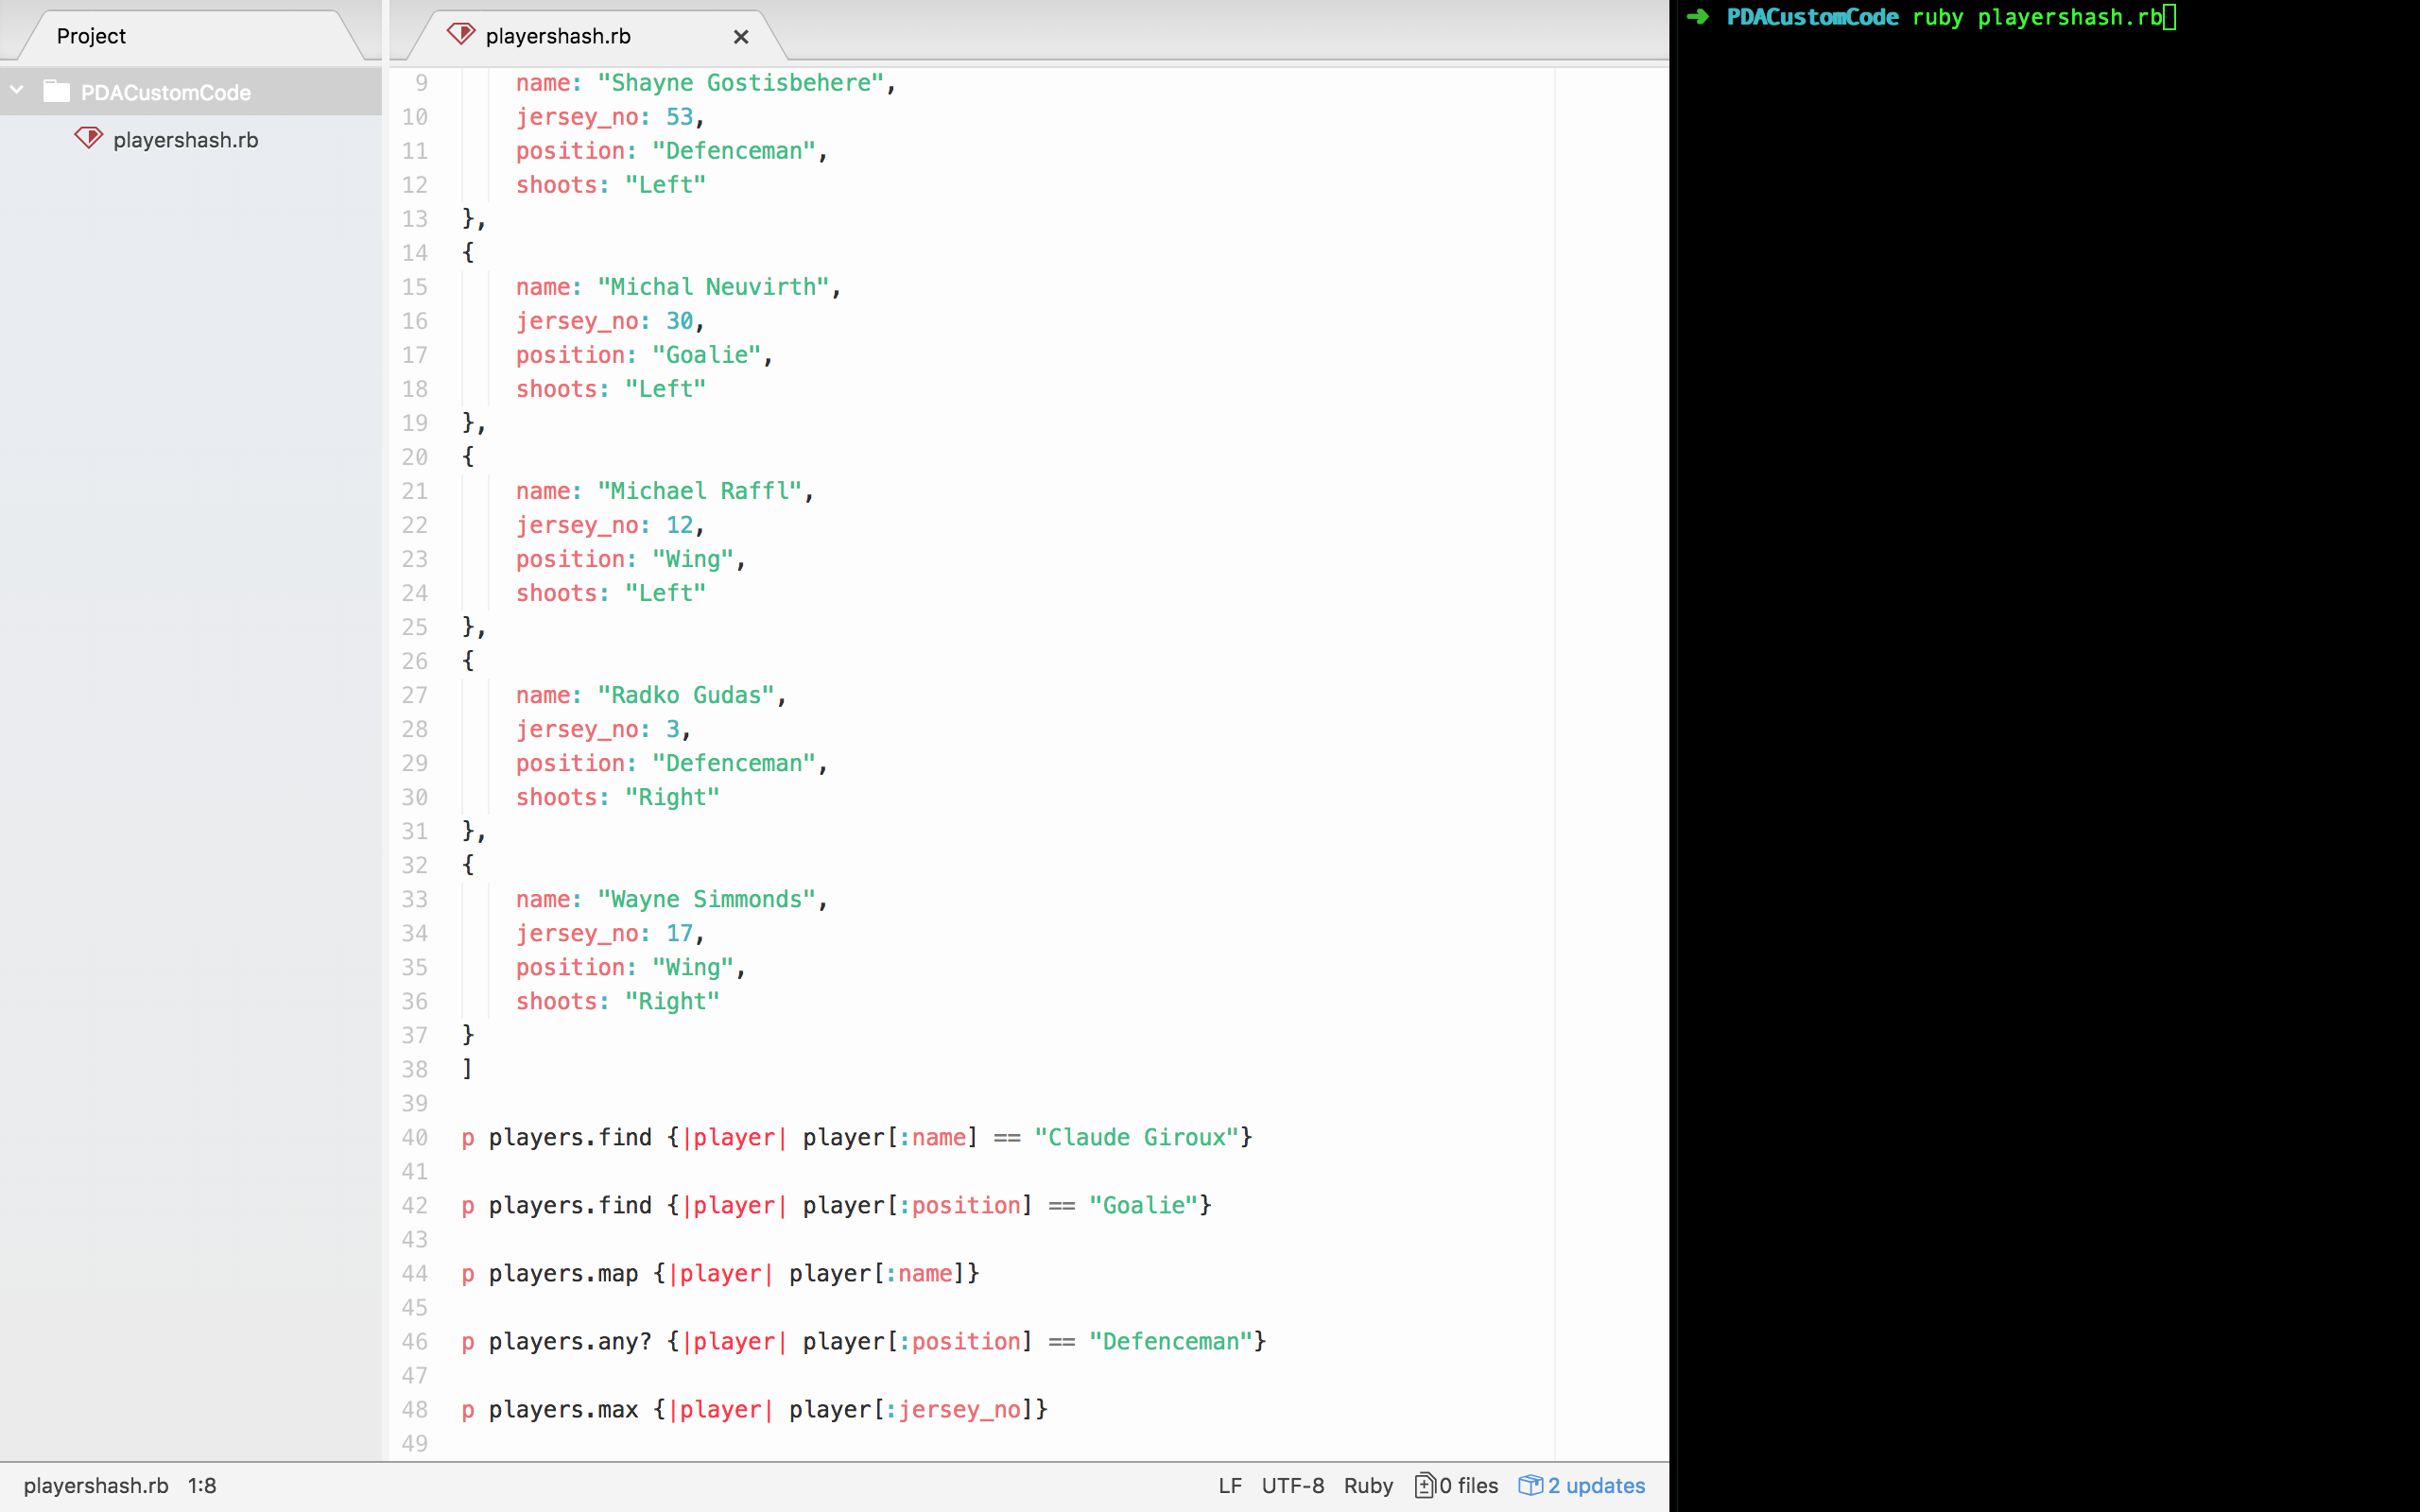 Project
PDACustomCode
playershash.rb
playershash.rb ×
9 name: "Shayne Gostisbehere",
10 jersey_no: 53,
11 position: "Defenceman",
12 shoots: "Left"
13 },
14 {
15 name: "Michal Neuvirth",
16 jersey_no: 30,
17 position: "Goalie",
18 shoots: "Left"
19 },
20 {
21 name: "Michael Raffl",
22 jersey_no: 12,
23 position: "Wing",
24 shoots: "Left"
25 },
26 {
27 name: "Radko Gudas",
28 jersey_no: 3,
29 position: "Defenceman",
30 shoots: "Right"
31 },
32 {
33 name: "Wayne Simmonds",
34 jersey_no: 17,
35 position: "Wing",
36 shoots: "Right"
37 }
38 ]
39
40 p players.find {|player| player[:name] == "Claude Giroux"}
41
42 p players.find {|player| player[:position] == "Goalie"}
43
44 p players.map {|player| player[:name]}
45
46 p players.any? {|player| player[:position] == "Defenceman"}
47
48 p players.max {|player| player[:jersey_no]}
49
playershash.rb 1:8
LF UTF-8 Ruby 0 files 2 updates
➜ PDACustomCode ruby playershash.rb